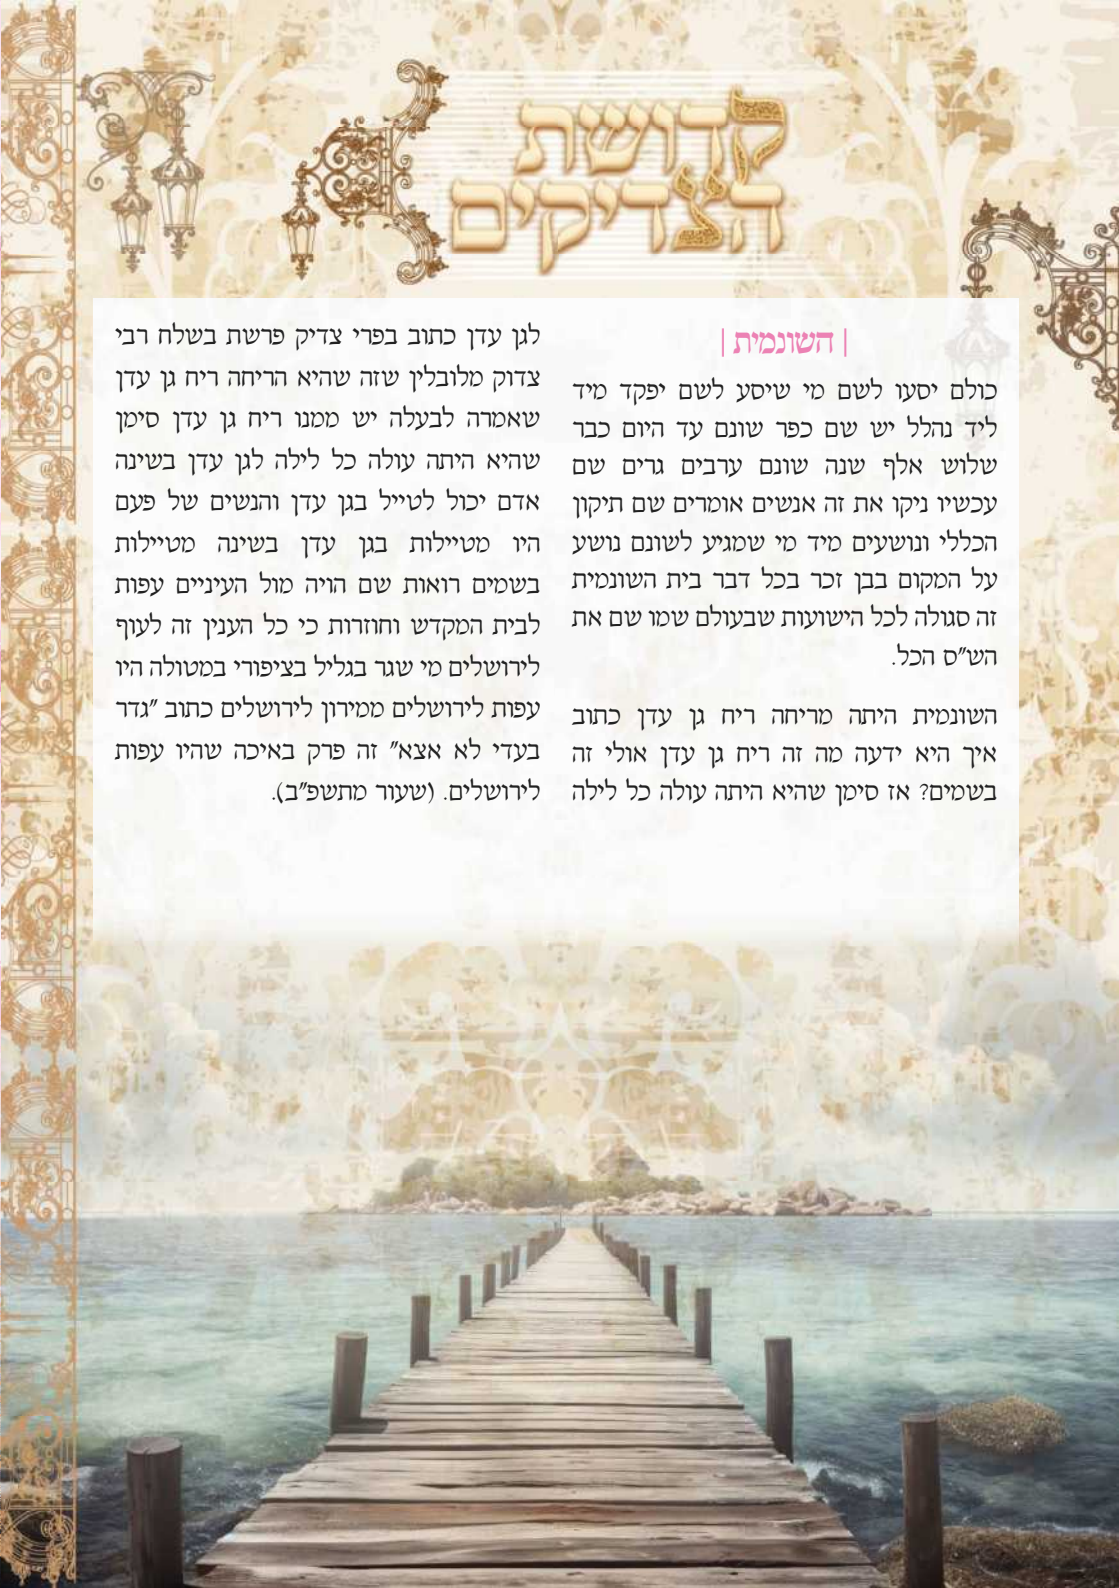 קדושת
הצדיקים
| השונמית |
כולם יסעו לשם מי שיסע לשם יפקד מיד
ליד נהלל יש שם כפר שונם עד היום כבר
שלוש אלף שנה שונם ערבים גרים שם
עכשיו ניקו את זה אנשים אומרים שם תיקון
הכללי ונושעים מיד מי שמגיע לשונם נושע
על המקום בבן זכר בכל דבר בית השונמית
זה סגולה לכל הישועות שבעולם שמו שם את
הש"ס הכל.
השונמית היתה מריחה ריח גן עדן כתוב
איך היא ידעה מה זה ריח גן עדן אולי זה
בשמים? אז סימן שהיא היתה עולה כל לילה
לגן עדן כתוב בפרי צדיק פרשת בשלח רבי
צדוק מלובלין שזה שהיא הריחה ריח גן עדן
שאמרה לבעלה יש ממנו ריח גן עדן סימן
שהיא היתה עולה כל לילה לגן עדן בשינה
אדם יכול לטייל בגן עדן והנשים של פעם
היו מטיילות בגן עדן בשינה מטיילות
בשמים רואות שם הויה מול העיניים עפות
לבית המקדש וחוזרות כי כל הענין זה לעוף
לירושלים מי שגר בגליל בציפורי במטולה היו
עפות לירושלים ממירון לירושלים כתוב "גדר
בעדי לא אצא" זה פרק באיכה שהיו עפות
לירושלים. (שעור מתשפ"ב).